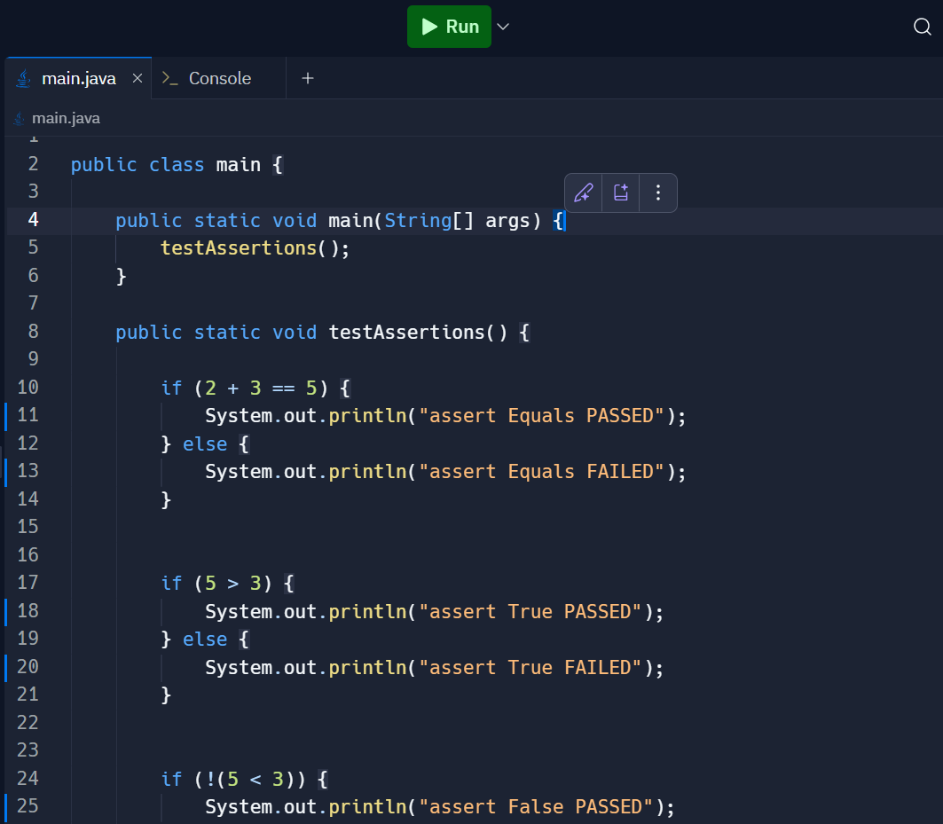 Run
main.java × >_ Console +
main.java
1
2 public class main {
3
4     public static void main(String[] args) {
5         testAssertions();
6     }
7
8     public static void testAssertions() {
9
10         if (2 + 3 == 5) {
11             System.out.println("assert Equals PASSED");
12         } else {
13             System.out.println("assert Equals FAILED");
14         }
15
16
17         if (5 > 3) {
18             System.out.println("assert True PASSED");
19         } else {
20             System.out.println("assert True FAILED");
21         }
22
23
24         if (!(5 < 3)) {
25             System.out.println("assert False PASSED");